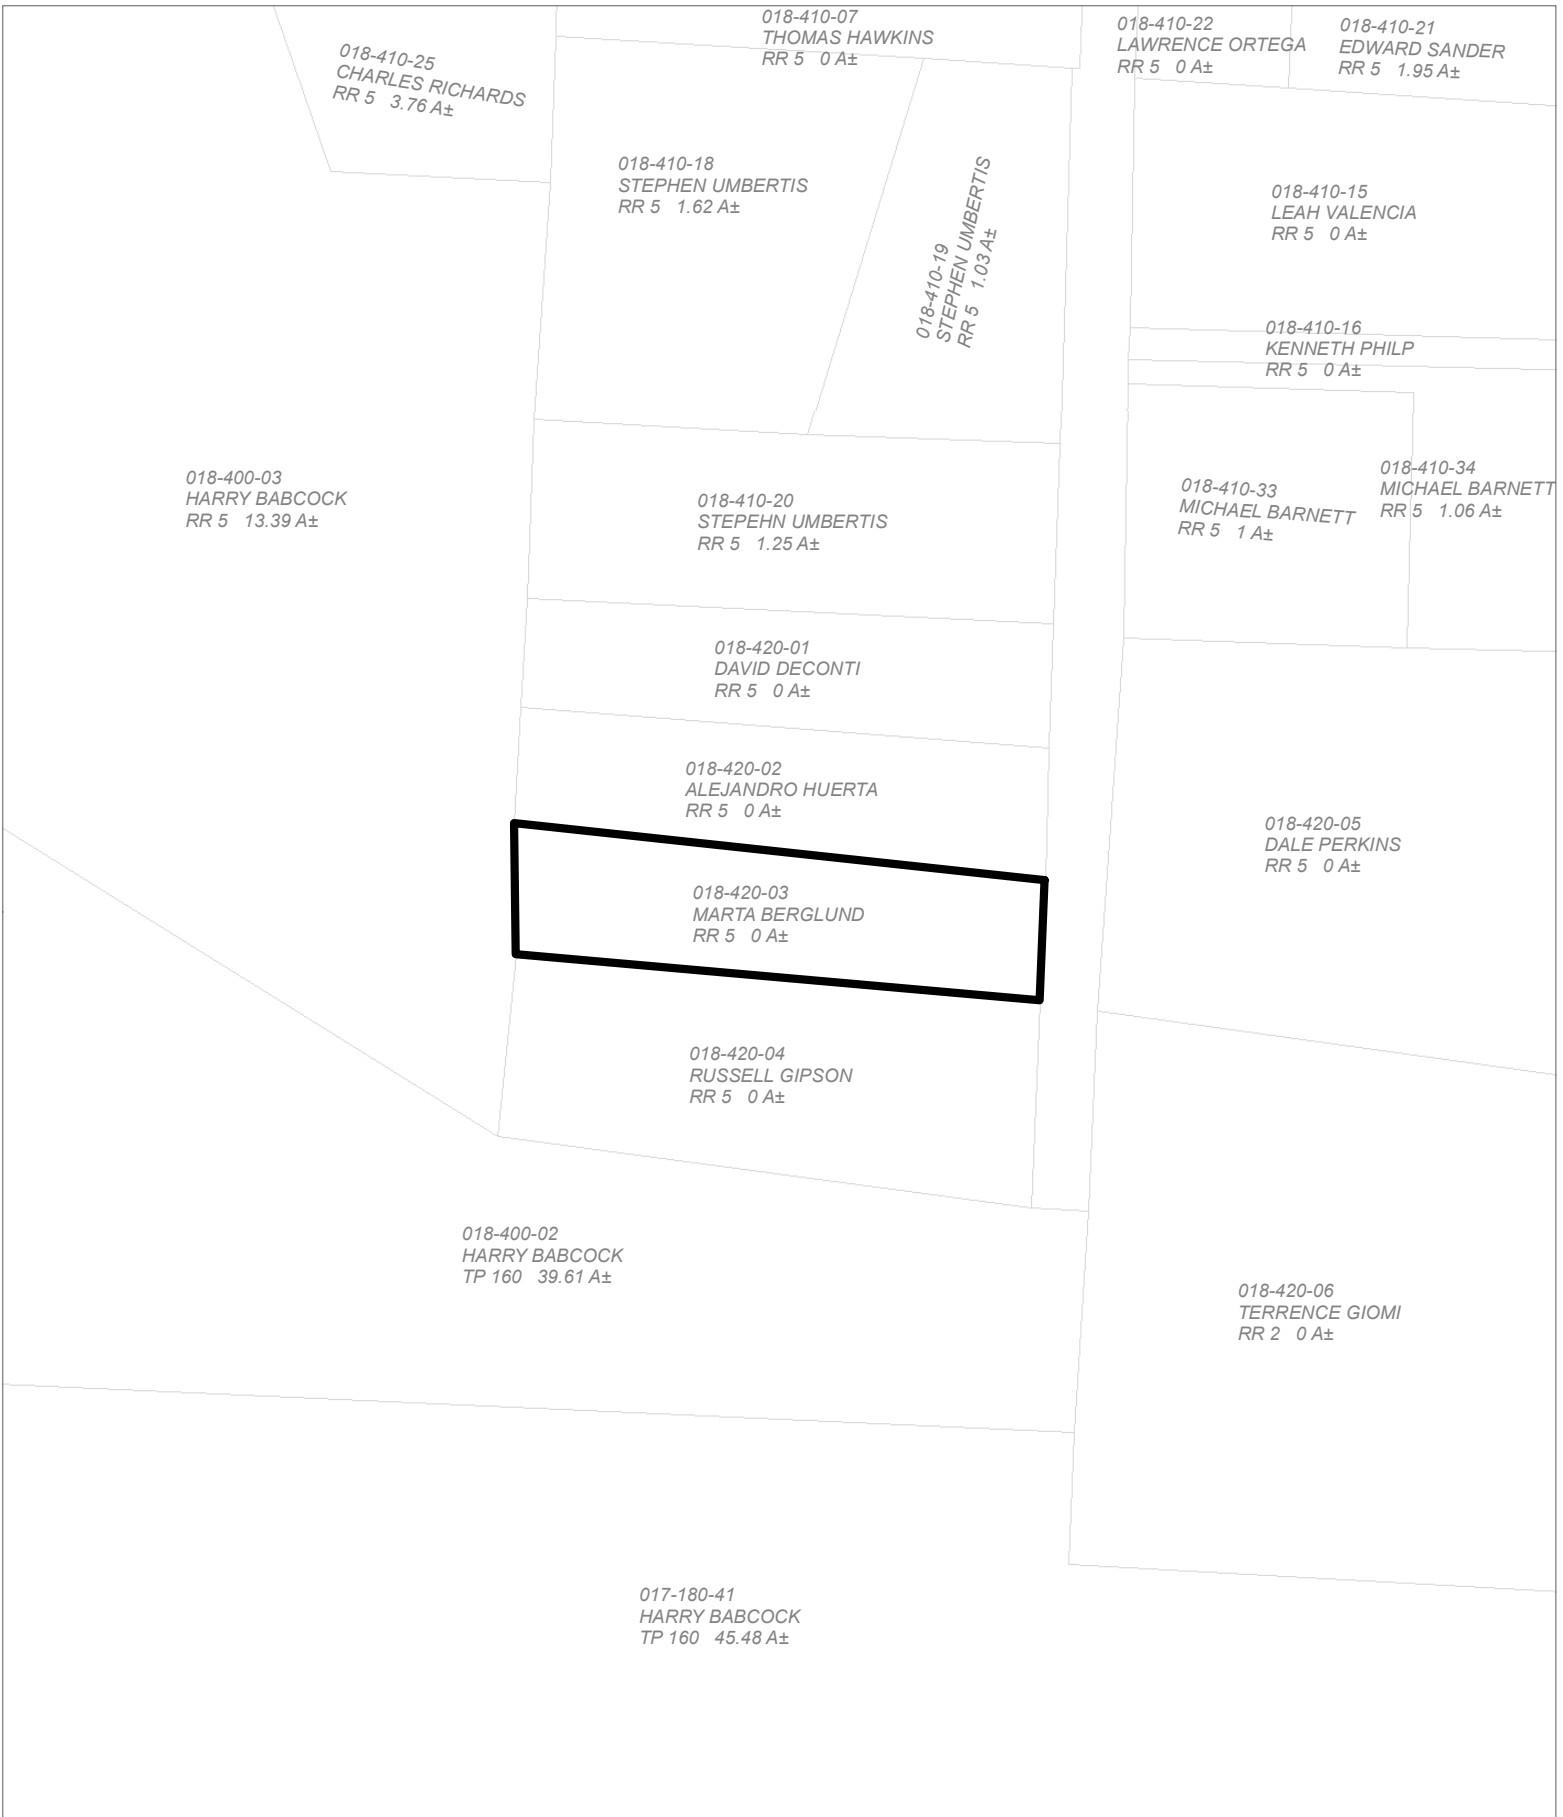 018-410-07
THOMAS HAWKINS
RR 5 0 A±
018-410-22
LAWRENCE ORTEGA
RR 5 0 A±
018-410-21
EDWARD SANDER
RR 5 1.95 A±
018-410-25
CHARLES RICHARDS
RR 5 3.76 A±
018-410-18
STEPHEN UMBERTIS
RR 5 1.62 A±
018-410-19
STEPHEN UMBERTIS
RR 5 1.03 A±
018-410-15
LEAH VALENCIA
RR 5 0 A±
018-410-16
KENNETH PHILP
RR 5 0 A±
018-400-03
HARRY BABCOCK
RR 5 13.39 A±
018-410-20
STEPEHN UMBERTIS
RR 5 1.25 A±
018-410-33
MICHAEL BARNETT
RR 5 1 A±
018-410-34
MICHAEL BARNETT
RR 5 1.06 A±
018-420-01
DAVID DECONTI
RR 5 0 A±
018-420-02
ALEJANDRO HUERTA
RR 5 0 A±
018-420-05
DALE PERKINS
RR 5 0 A±
018-420-03
MARTA BERGLUND
RR 5 0 A±
018-420-04
RUSSELL GIPSON
RR 5 0 A±
018-400-02
HARRY BABCOCK
TP 160 39.61 A±
018-420-06
TERRENCE GIOMI
RR 2 0 A±
017-180-41
HARRY BABCOCK
TP 160 45.48 A±